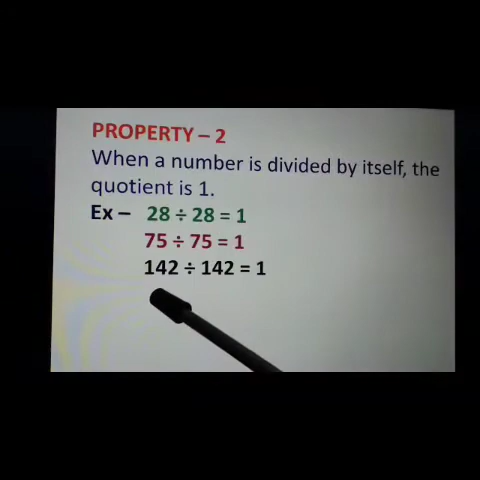 PROPERTY – 2
When a number is divided by itself, the
quotient is 1.
Ex – 28 ÷ 28 = 1
75 ÷ 75 = 1
142 ÷ 142 = 1